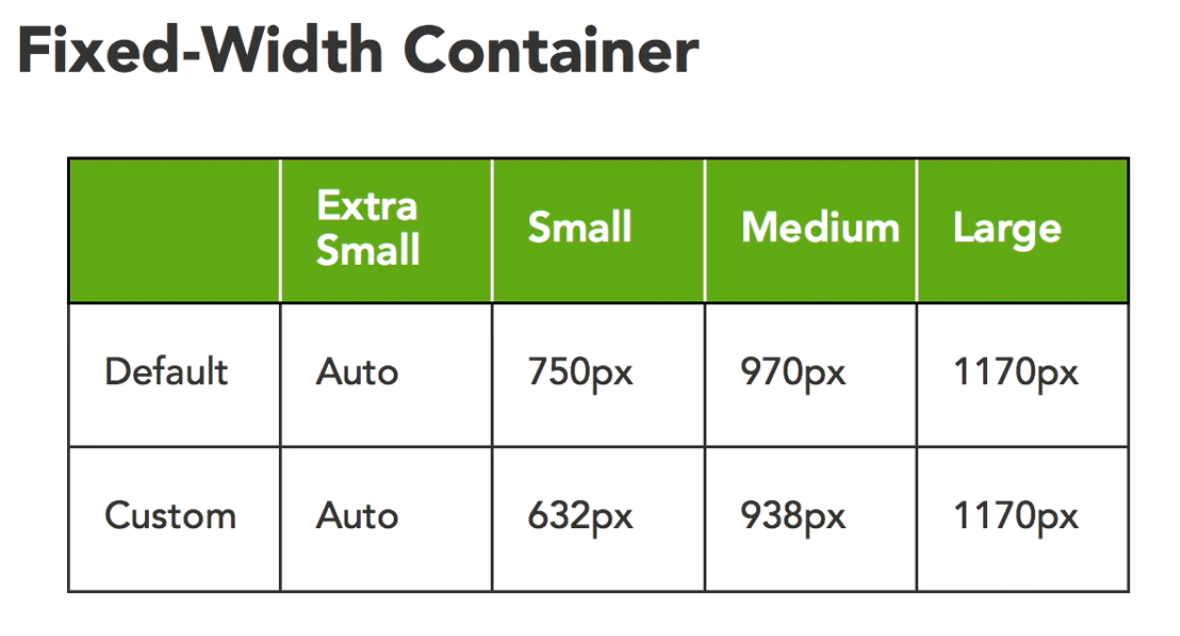 Fixed-Width Container
Extra Small Small Medium Large
Default Auto 750px 970px 1170px
Custom Auto 632px 938px 1170px